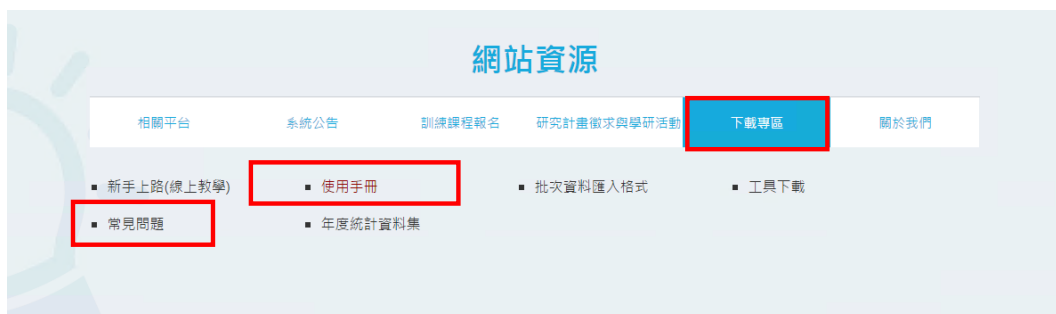 網站資源
相關平台 系統公告 訓練課程報名 研究計畫徵求與學研活動 下載專區 關於我們
▪ 新手上路(線上教學) ▪ 使用手冊 ▪ 批次資料匯入格式 ▪ 工具下載
▪ 常見問題 ▪ 年度統計資料集